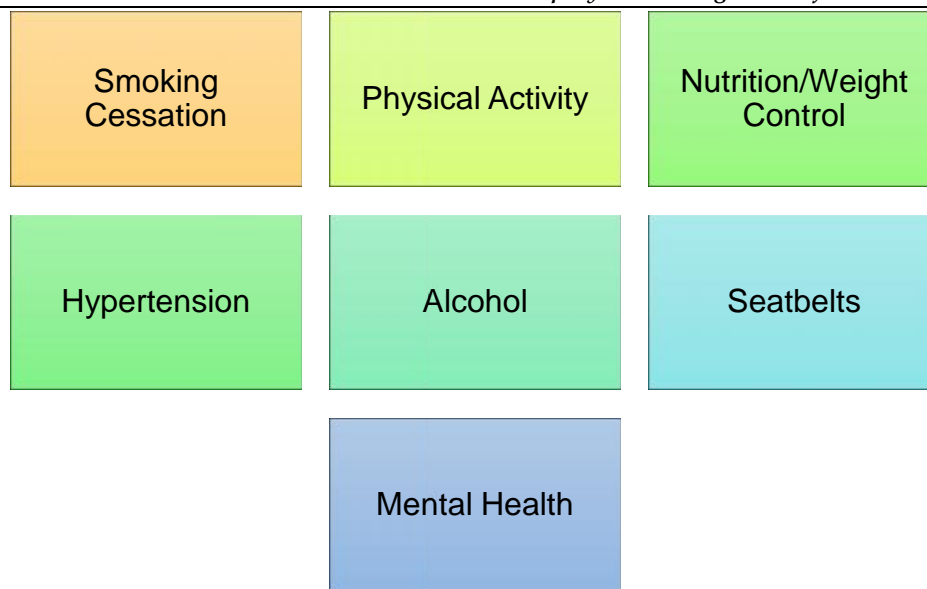 Smoking
Cessation
Physical Activity
Nutrition/Weight
Control
Hypertension
Alcohol
Seatbelts
Mental Health